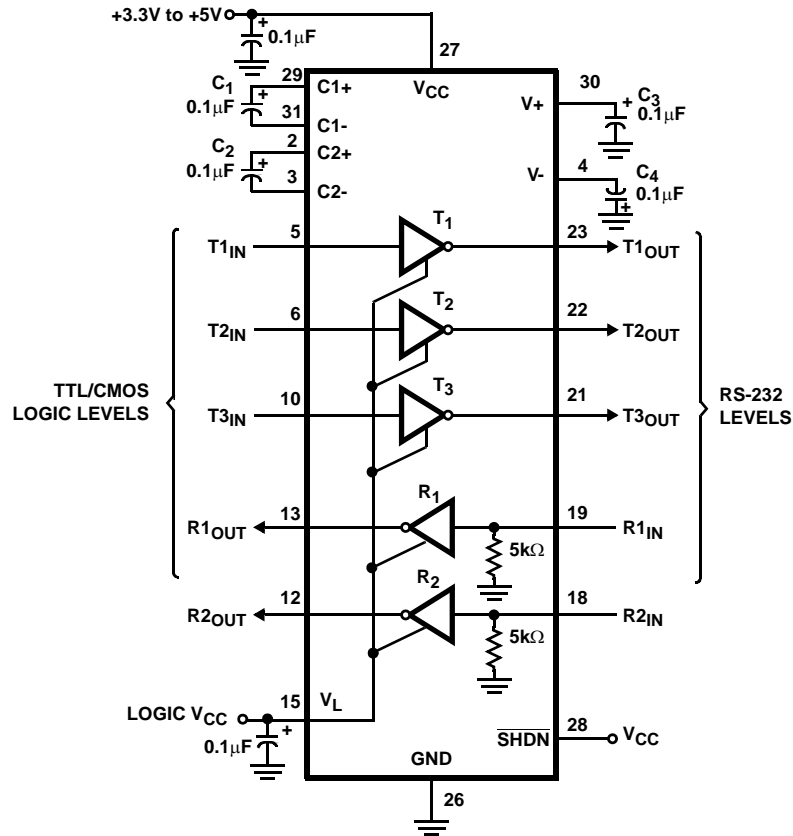 +3.3V to +5V
+
0.1μF
27
C1
0.1μF
+
29
C1+
VCC
30
V+
+
C3
0.1μF
31
C1-
C2
0.1μF
+
2
C2+
3
C2-
V-
4
C4
0.1μF
+
T1
T1IN
5
23
T1OUT
T2
T2IN
6
22
T2OUT
TTL/CMOS
LOGIC LEVELS
RS-232
LEVELS
T3
T3IN
10
21
T3OUT
R1
R1OUT
13
19
R1IN
5kΩ
R2
R2OUT
12
18
R2IN
5kΩ
LOGIC VCC
15
VL
+
0.1μF
SHDN
28
VCC
GND
26